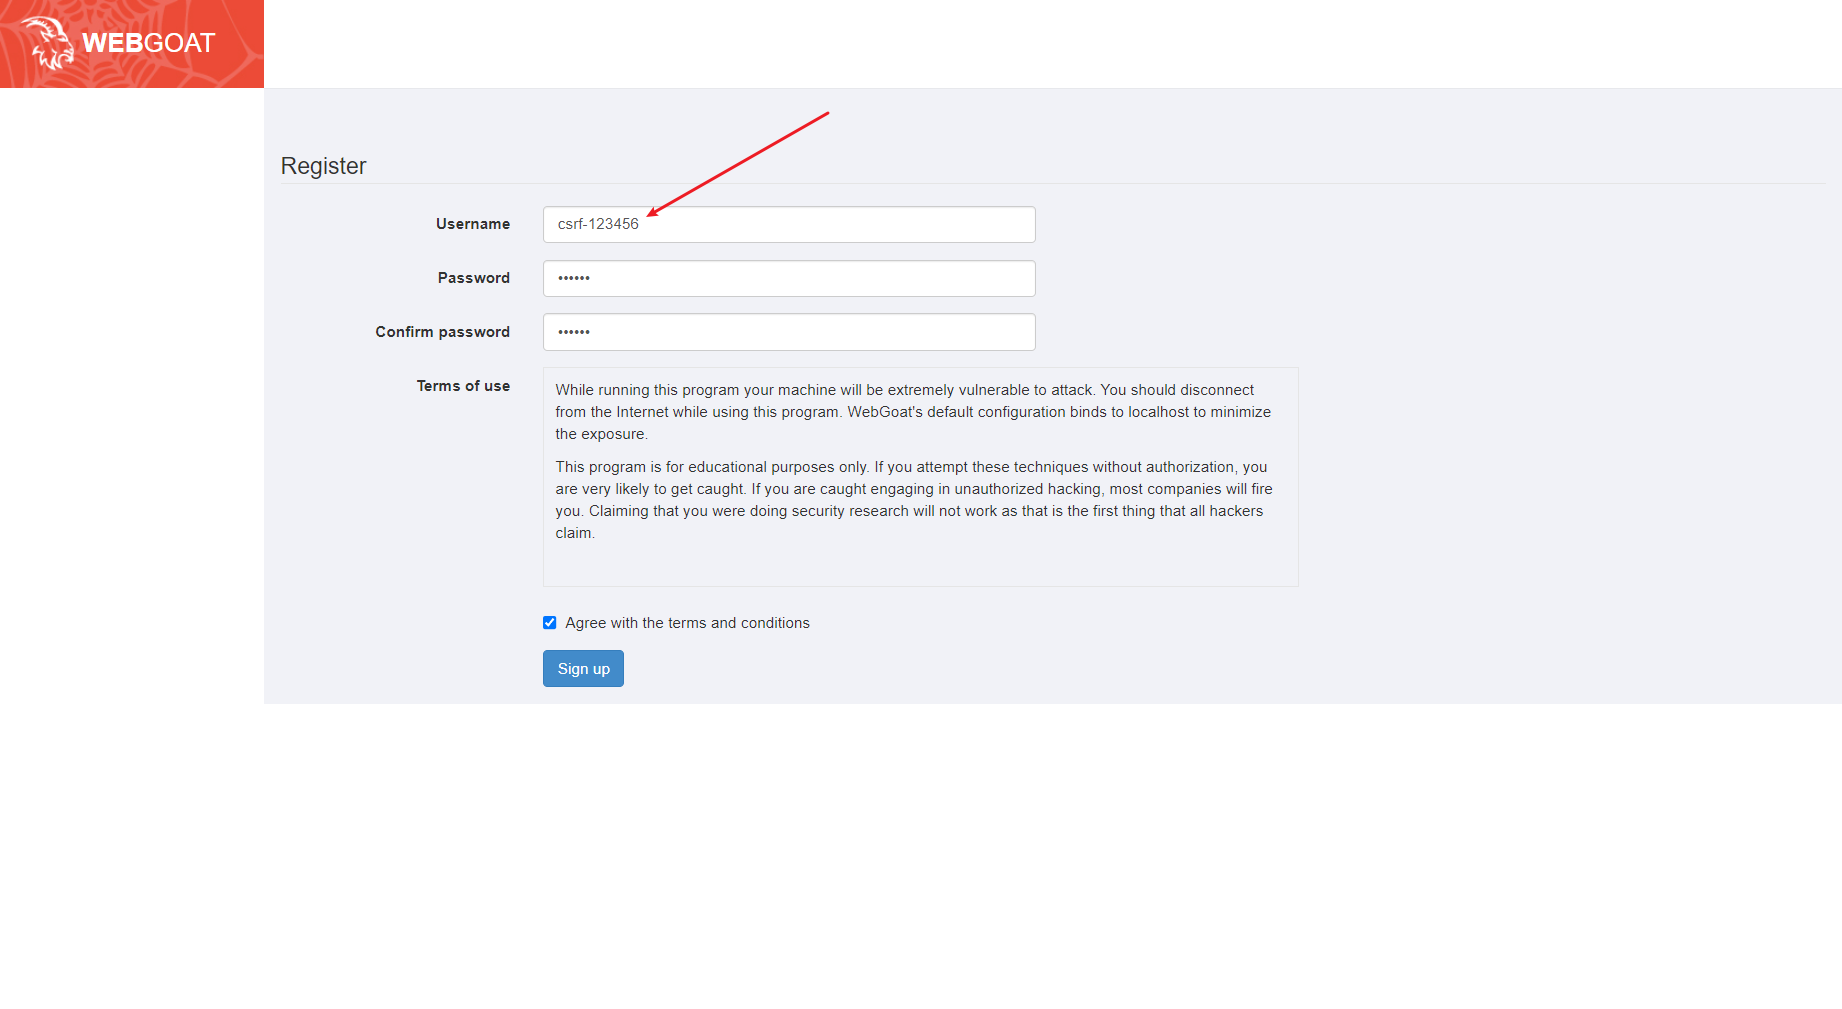 WEBGOAT
Register
Username
csrf-123456
Password
••••••
Confirm password
••••••
Terms of use
While running this program your machine will be extremely vulnerable to attack. You should disconnect
from the Internet while using this program. WebGoat's default configuration binds to localhost to minimize
the exposure.
This program is for educational purposes only. If you attempt these techniques without authorization, you
are very likely to get caught. If you are caught engaging in unauthorized hacking, most companies will fire
you. Claiming that you were doing security research will not work as that is the first thing that all hackers
claim.
Agree with the terms and conditions
Sign up